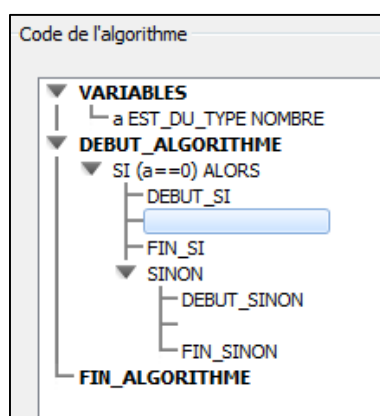 Code de l'algorithme
VARIABLES
a EST_DU_TYPE NOMBRE
DEBUT_ALGORITHME
SI (a==0) ALORS
DEBUT_SI
FIN_SI
SINON
DEBUT_SINON
FIN_SINON
FIN_ALGORITHME